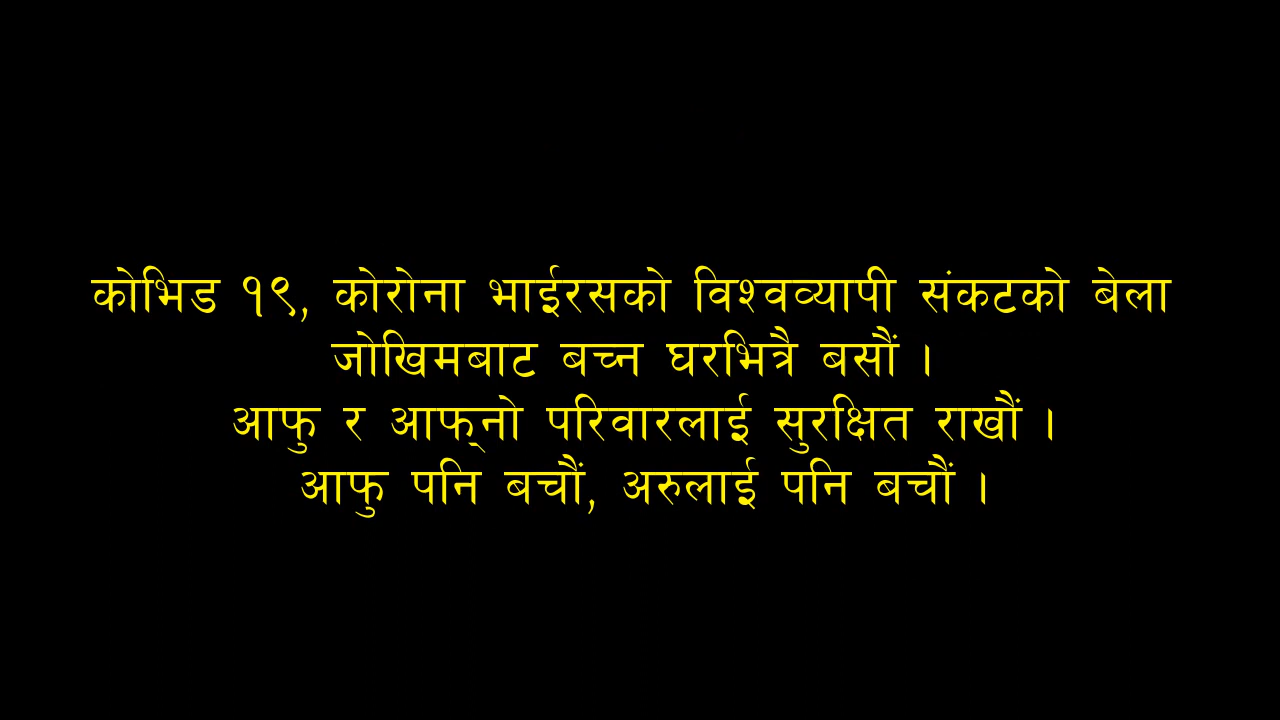 कोभिड १९, कोरोना भाईरसको विश्वव्यापी संकटको बेला
जोखिमबाट बच्न घरभित्रै बसौं ।
आफु र आफ्‌नो परिवारलाई सुरक्षित राखौं ।
आफु पनि बचौं, अरुलाई पनि बचौं ।